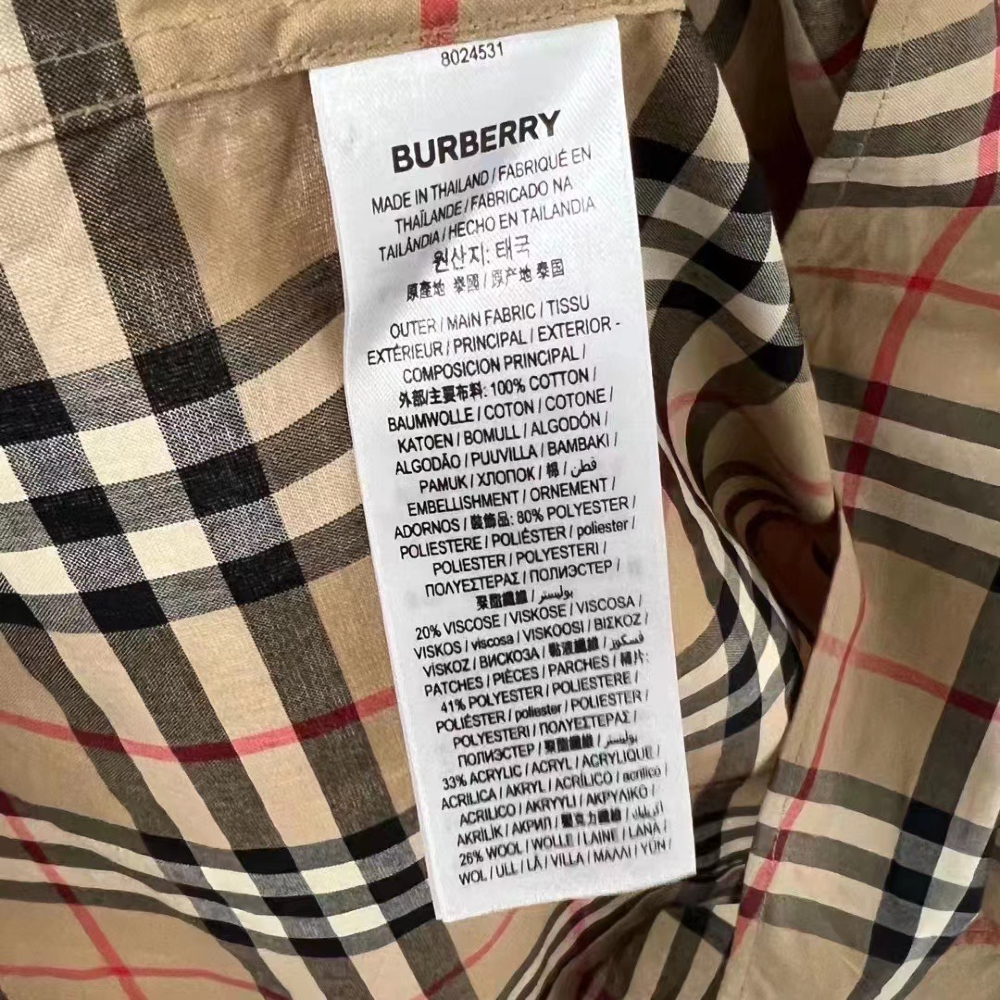 8024531
BURBERRY
MADE IN THAILAND / FABRIQUÉ EN
THAÏLANDE / FABRICADO NA
TAILÂNDIA / HECHO EN TAILANDIA
원산지: 태국
原產地 泰國 / 原产地 泰国
OUTER / MAIN FABRIC / TISSU
EXTÉRIEUR / PRINCIPAL / EXTERIOR -
COMPOSICION PRINCIPAL /
外部/主要布料: 100% COTTON /
BAUMWOLLE / COTON / COTONE /
KATOEN / BOMULL / ALGODÓN /
ALGODÃO / PUUVILLA / BAMBAKI /
PAMUK / ХЛОПОК / 棉 / قطن /
EMBELLISHMENT / ORNEMENT /
ADORNOS / 裝飾品: 80% POLYESTER /
POLIESTERE / POLIÉSTER / poliester /
POLIESTER / POLYESTERI /
ΠΟΛΥΕΣΤΕΡΑΣ / ПОЛИЭСТЕР /
聚酯纖維 / بوليستر /
20% VISCOSE / VISKOSE / VISCOSA /
VISKOS / viscosa / VISKOOSI / ΒΙΣΚΟΖ /
VİSKOZ / ВИСКОЗА / 黏液纖維 / فسكوز /
PATCHES / PIÈCES / PARCHES / 補片:
41% POLYESTER / POLIESTERE /
POLIÉSTER / poliester / POLIESTER /
POLYESTERI / ΠΟΛΥΕΣΤΕΡΑΣ /
ПОЛИЭСТЕР / 聚酯纖維 / بوليستر /
33% ACRYLIC / ACRYL / ACRYLIQUE /
ACRILICA / AKRYL / ACRÍLICO / acrilico /
ACRILICO / AKRYYLI / ΑΚΡΥΛΙΚΟ /
AKRİLİK / АКРИЛ / 聚克力纖維 / اكريليك /
26% WOOL / WOLLE / LAINE / LANA /
WOL / ULL / LÃ / VILLA / ΜΑΛΛΙ / YÜN /